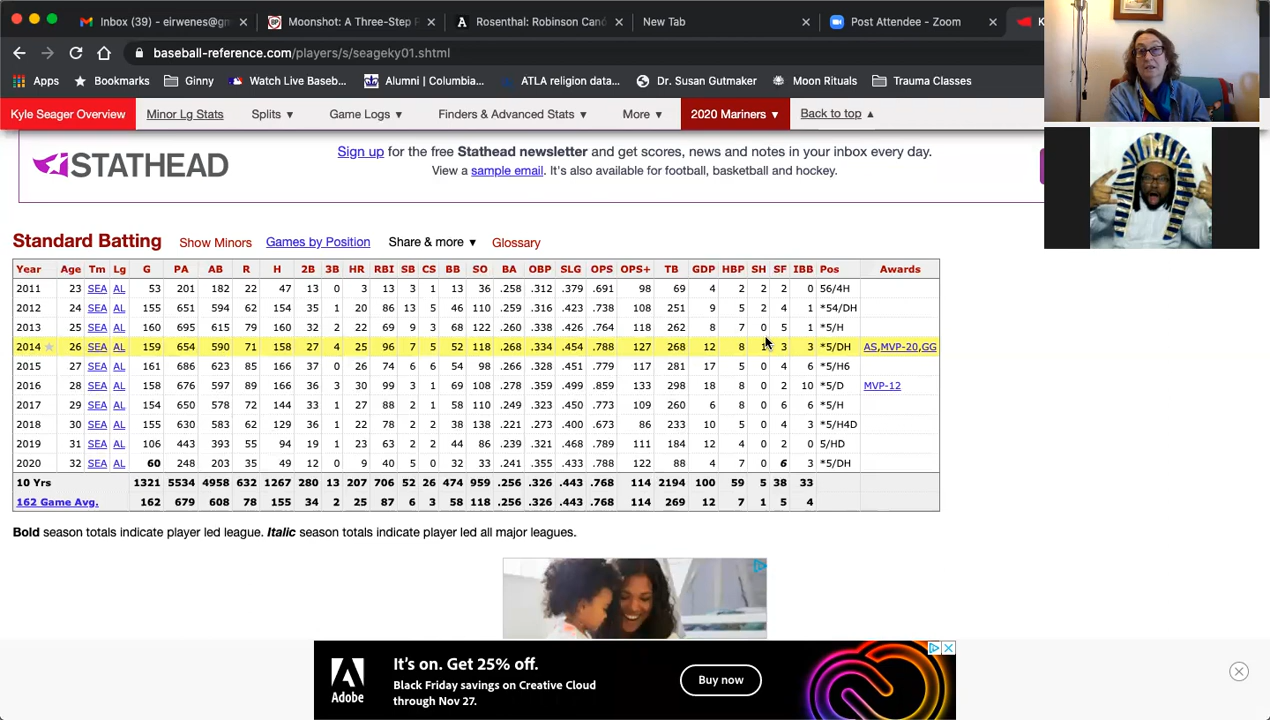 Inbox (39) - eirwenes@gm
Moonshot: A Three-Step F
Rosenthal: Robinson Canó
New Tab
Post Attendee - Zoom
baseball-reference.com/players/s/seageky01.shtml
Apps Bookmarks Ginny Watch Live Baseb... Alumni | Columbia... ATLA religion data... Dr. Susan Gutmaker Moon Rituals Trauma Classes
Kyle Seager Overview Minor Lg Stats Splits ▼ Game Logs ▼ Finders & Advanced Stats ▼ More ▼ 2020 Mariners ▼ Back to top ▲
STATHEAD
Sign up for the free Stathead newsletter and get scores, news and notes in your inbox every day.
View a sample email. It's also available for football, basketball and hockey.
Standard Batting Show Minors Games by Position Share & more ▼ Glossary
Year Age Tm Lg G PA AB R H 2B 3B HR RBI SB CS BB SO BA OBP SLG OPS OPS+ TB GDP HBP SH SF IBB Pos Awards
2011 23 SEA AL 53 201 182 22 47 13 0 3 13 3 1 13 36 .258 .312 .379 .691 98 69 4 2 2 2 0 56/4H
2012 24 SEA AL 155 651 594 62 154 35 1 20 86 13 5 46 110 .259 .316 .423 .738 108 251 9 5 2 4 1 *54/DH
2013 25 SEA AL 160 695 615 79 160 32 2 22 69 9 3 68 122 .260 .338 .426 .764 118 262 8 7 0 5 1 *5/H
2014 26 SEA AL 159 654 590 71 158 27 4 25 96 7 5 52 118 .268 .334 .454 .788 127 268 12 8 1 3 3 *5/DH AS,MVP-20,GG
2015 27 SEA AL 161 686 623 85 166 37 0 26 74 6 6 54 98 .266 .328 .451 .779 117 281 17 5 0 4 6 *5/H6
2016 28 SEA AL 158 676 597 89 166 36 3 30 99 3 1 69 108 .278 .359 .499 .859 133 298 18 8 0 2 10 *5/D MVP-12
2017 29 SEA AL 154 650 578 72 144 33 1 27 88 2 1 58 110 .249 .323 .450 .773 109 260 6 8 0 6 6 *5/H
2018 30 SEA AL 155 630 583 62 129 36 1 22 78 2 2 38 138 .221 .273 .400 .673 86 233 10 5 0 4 3 *5/H4D
2019 31 SEA AL 106 443 393 55 94 19 1 23 63 2 2 44 86 .239 .321 .468 .789 111 184 12 4 0 2 0 5/HD
2020 32 SEA AL 60 248 203 35 49 12 0 9 40 5 0 32 33 .241 .355 .433 .788 122 88 4 7 0 6 3 *5/DH
10 Yrs 1321 5534 4958 632 1267 280 13 207 706 52 26 474 959 .256 .326 .443 .768 114 2194 100 59 5 38 33
162 Game Avg. 162 679 608 78 155 34 2 25 87 6 3 58 118 .256 .326 .443 .768 114 269 12 7 1 5 4
Bold season totals indicate player led league. Italic season totals indicate player led all major leagues.
Adobe
It's on. Get 25% off.
Black Friday savings on Creative Cloud
through Nov 27.
Buy now